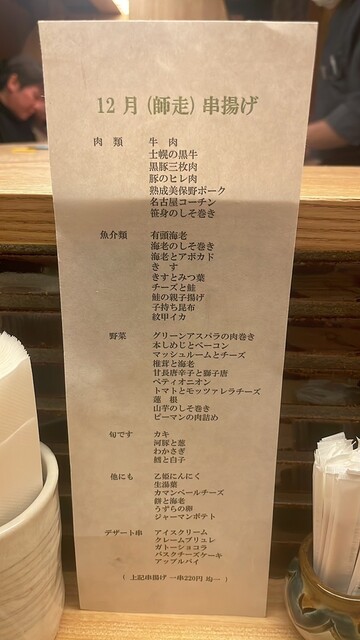 12月(師走)串揚げ
肉類 牛肉
士幌の黒牛
黒豚三枚肉
豚のヒレ肉
熟成美保野ポーク
名古屋コーチン
笹身のしそ巻き
魚介類 有頭海老
海老のしそ巻き
海老とアボカド
きす
きすとみつ葉
チーズと鮭
鮭の親子揚げ
子持ち昆布
紋甲イカ
野菜 グリーンアスパラの肉巻き
本しめじとベーコン
マッシュルームとチーズ
椎茸と海老
甘長唐辛子と獅子唐
ペティオニオン
トマトとモッツァレラチーズ
蓮根
山芋のしそ巻き
ピーマンの肉詰め
旬です カキ
河豚と葱
わかさぎ
鱈と白子
他にも 乙姫にんにく
生湯葉
カマンベールチーズ
餅と海老
うずらの卵
ジャーマンポテト
デザート串 アイスクリーム
クレームブリュレ
ガトーショコラ
バスクチーズケーキ
アップルパイ
(上記串揚げ 一串220円 均一)